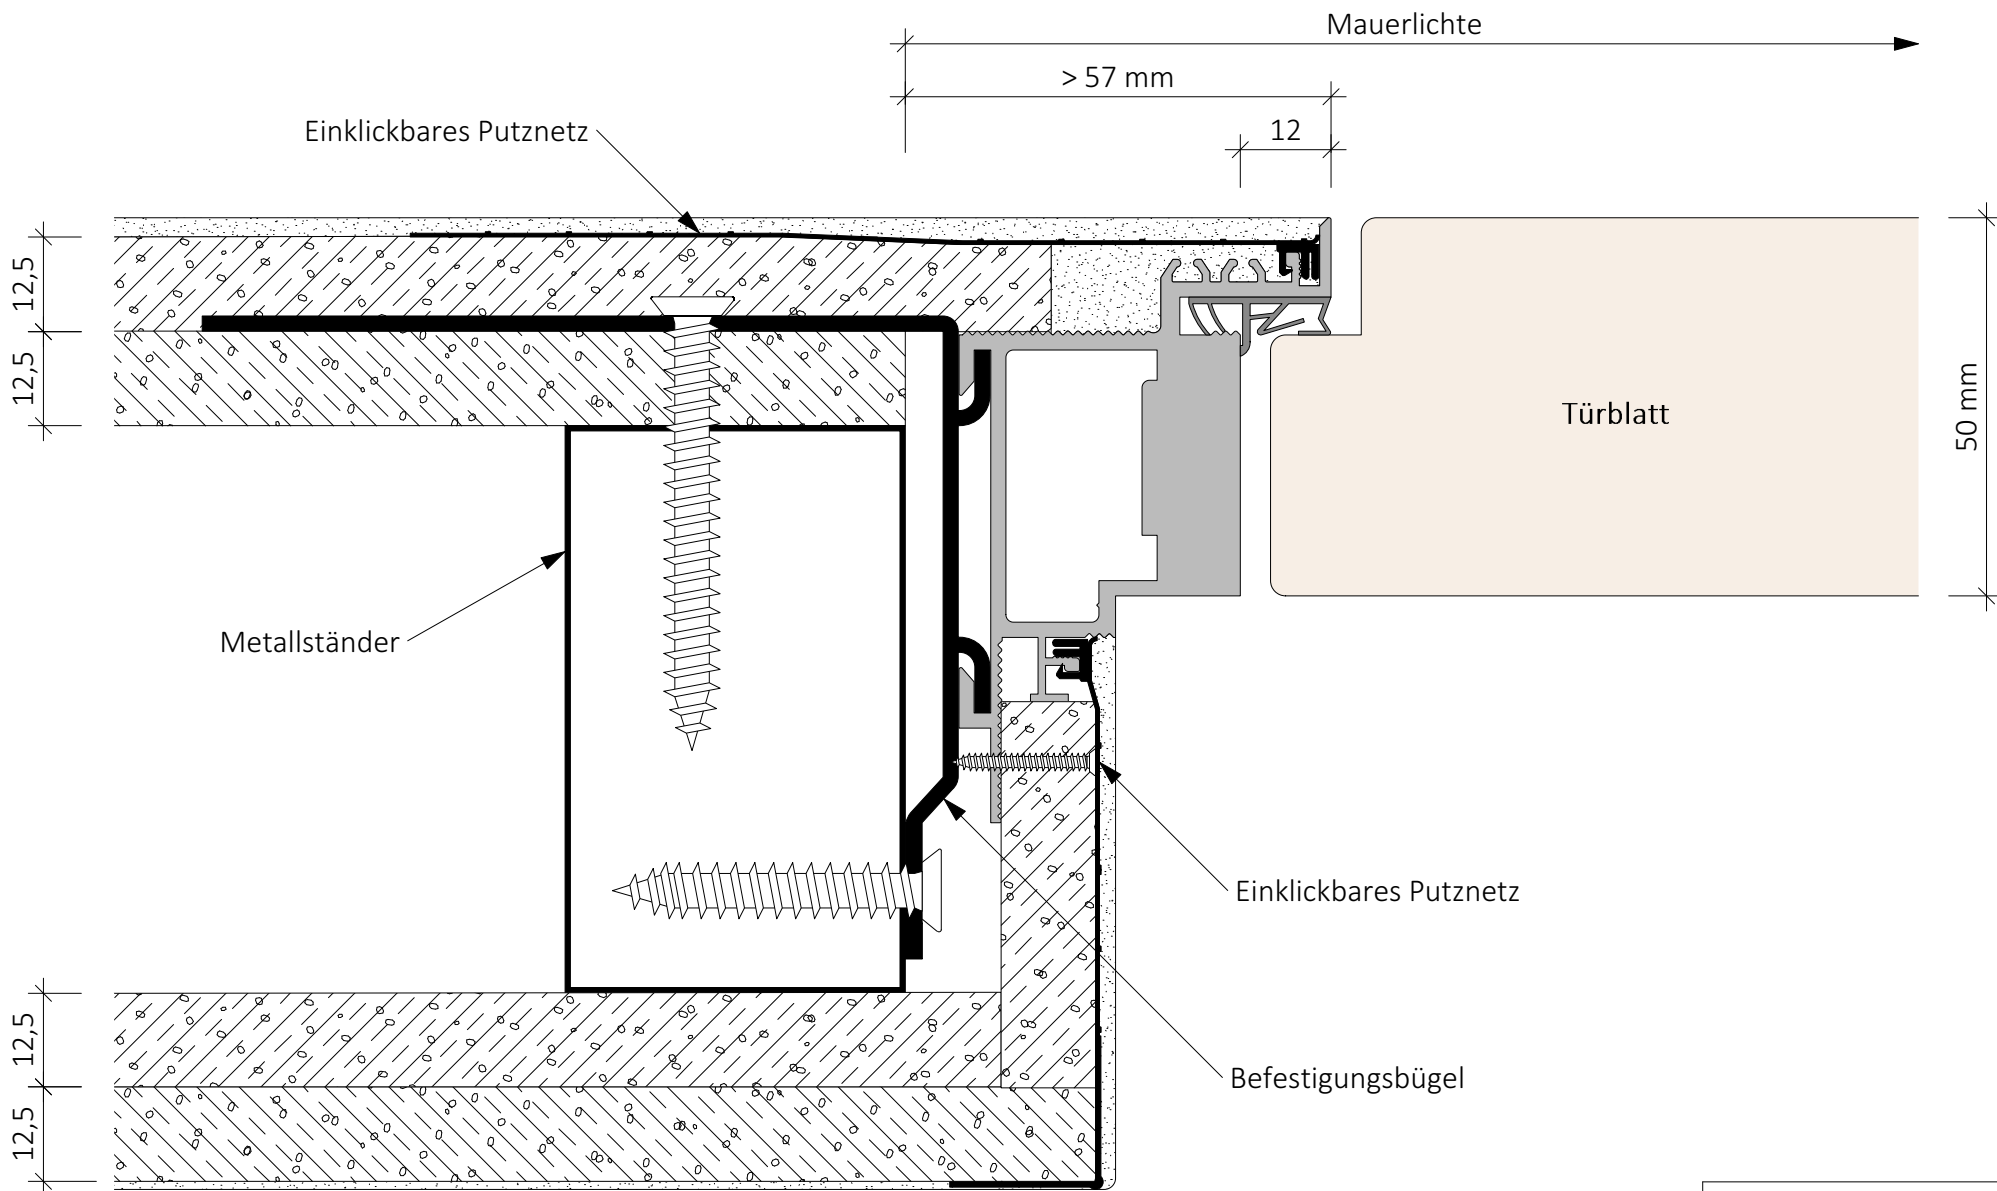 Mauerlichte
> 57 mm
Einklickbares Putznetz
12
12,5
12,5
Türblatt
50 mm
Metallständer
Einklickbares Putznetz
12,5
Befestigungsbügel
12,5